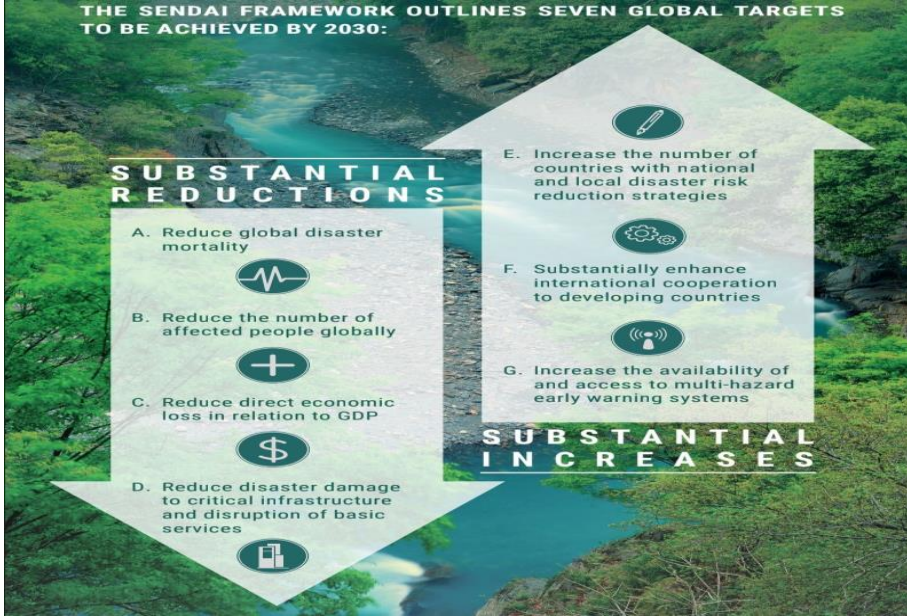 THE SENDAI FRAMEWORK OUTLINES SEVEN GLOBAL TARGETS
TO BE ACHIEVED BY 2030:
SUBSTANTIAL
REDUCTIONS
A. Reduce global disaster
mortality
B. Reduce the number of
affected people globally
C. Reduce direct economic
loss in relation to GDP
$
D. Reduce disaster damage
to critical infrastructure
and disruption of basic
services
E. Increase the number of
countries with national
and local disaster risk
reduction strategies
F. Substantially enhance
international cooperation
to developing countries
G. Increase the availability of
and access to multi-hazard
early warning systems
SUBSTANTIAL
INCREASES